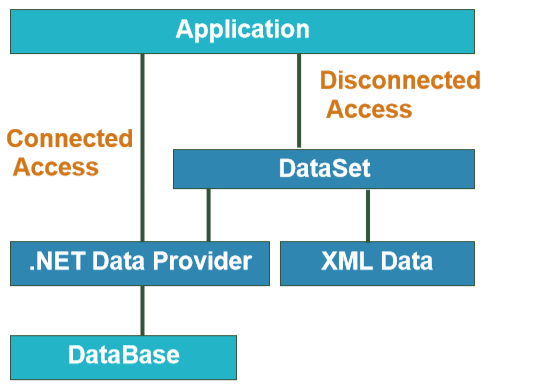 Application
Disconnected
Access
Connected
Access
DataSet
.NET Data Provider
XML Data
DataBase